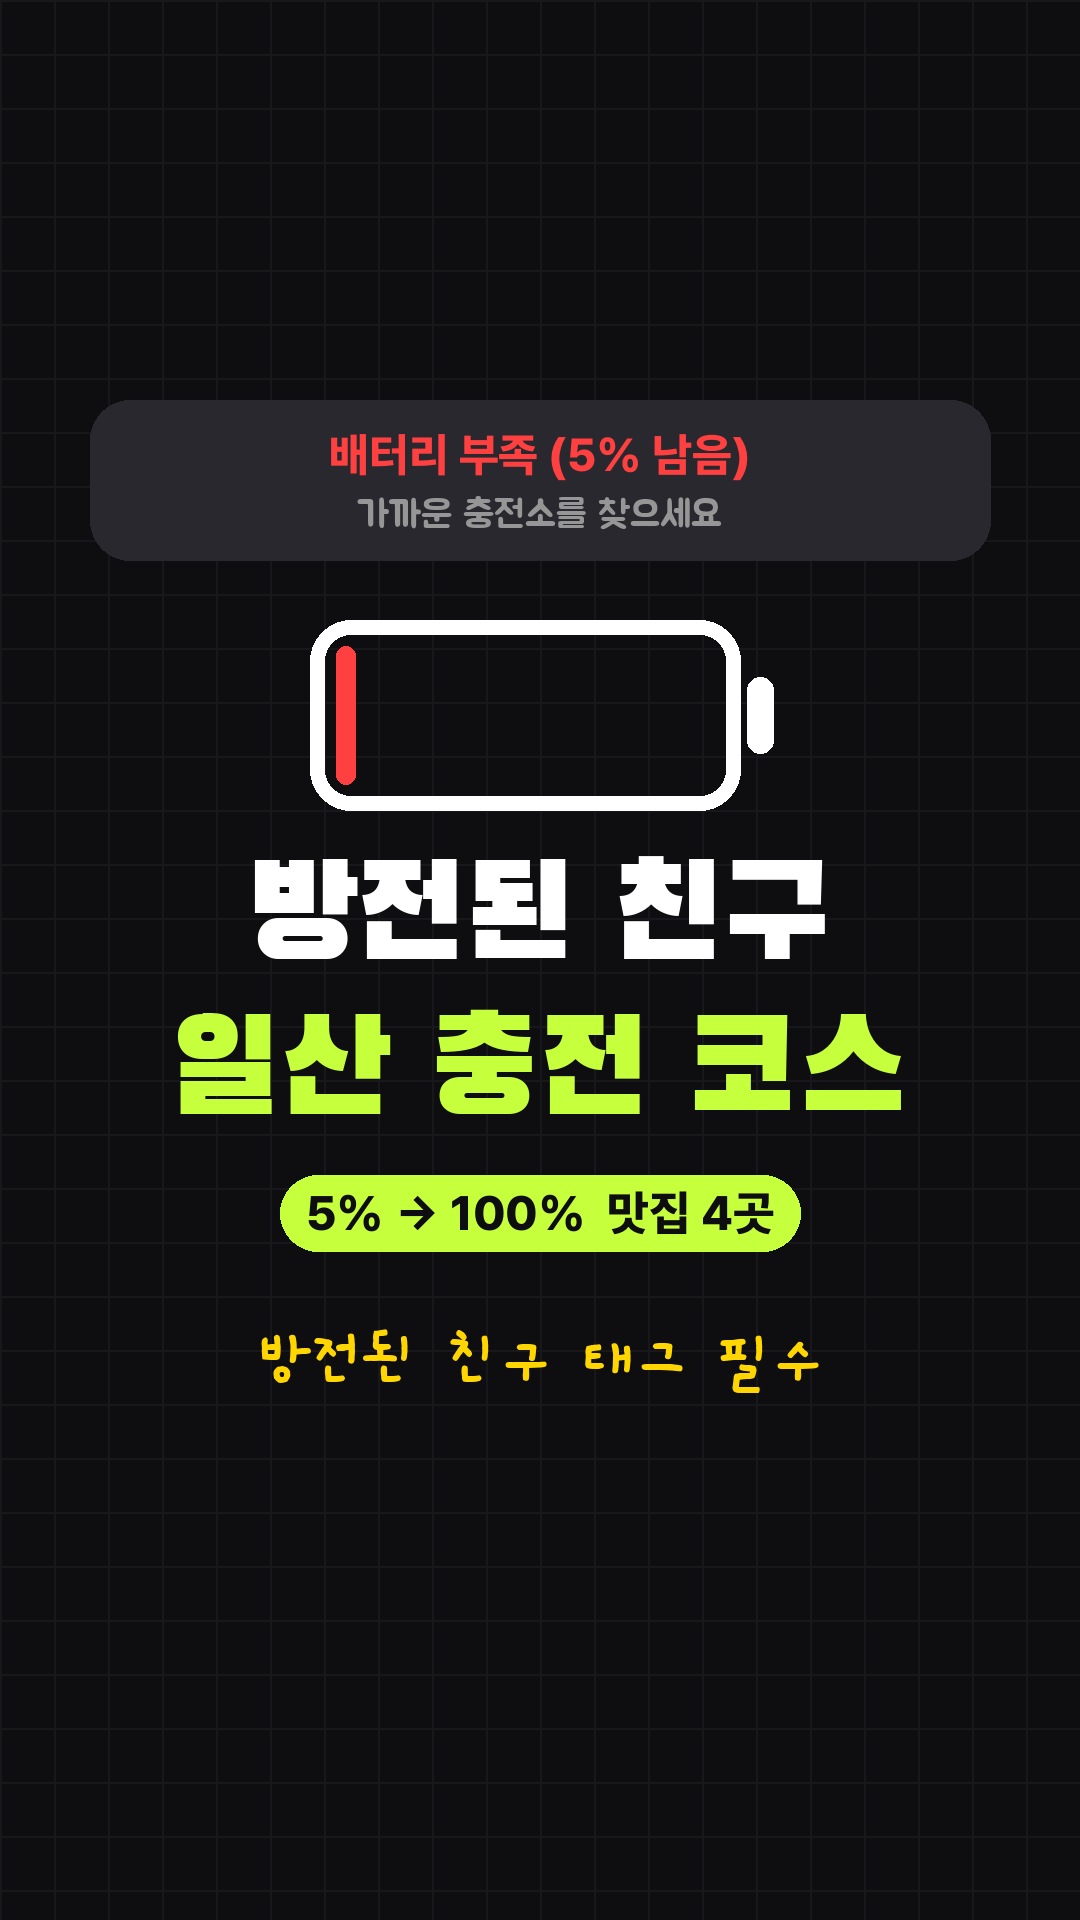 배터리 부족 (5% 남음)
가까운 충전소를 찾으세요
방전된 친구
일산 충전 코스
5% → 100% 맛집 4곳
방전된 친구 태그 필수